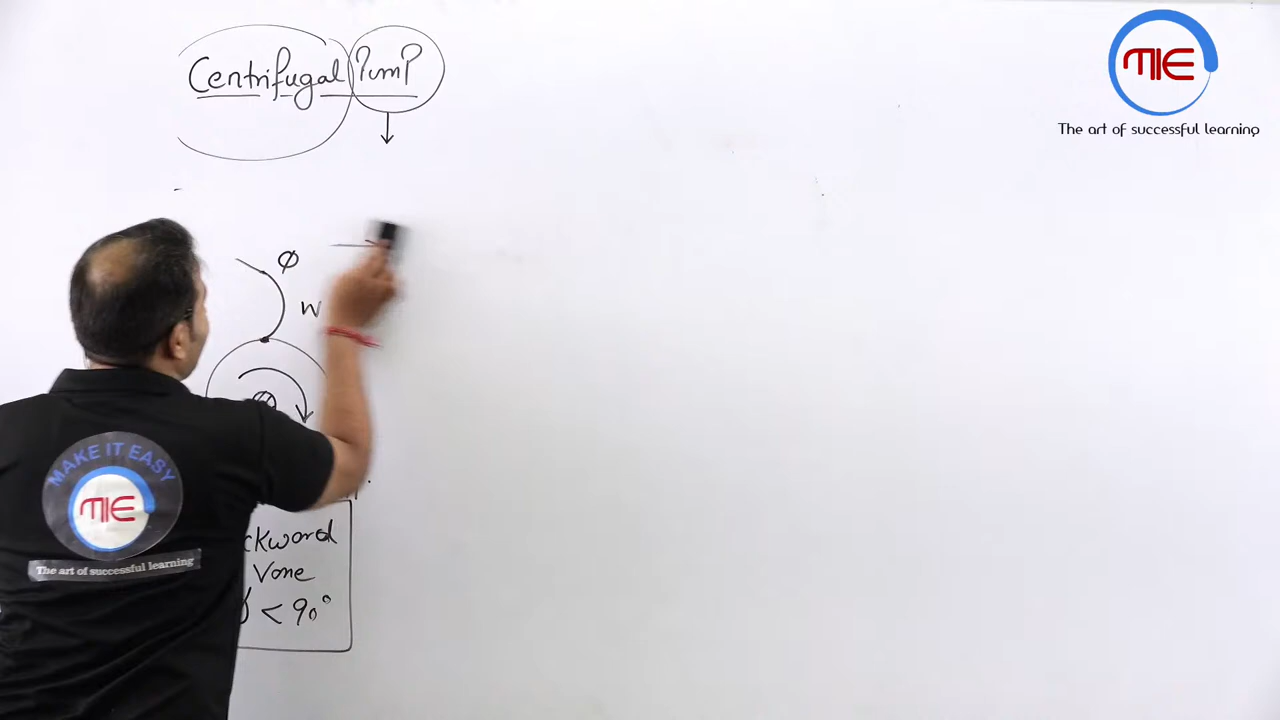 Centrifugal Pump
MIE
The art of successful learning
ϕ
W
MAKE IT EASY
MIE
The art of successful learning
ckward
Vane
< 90°